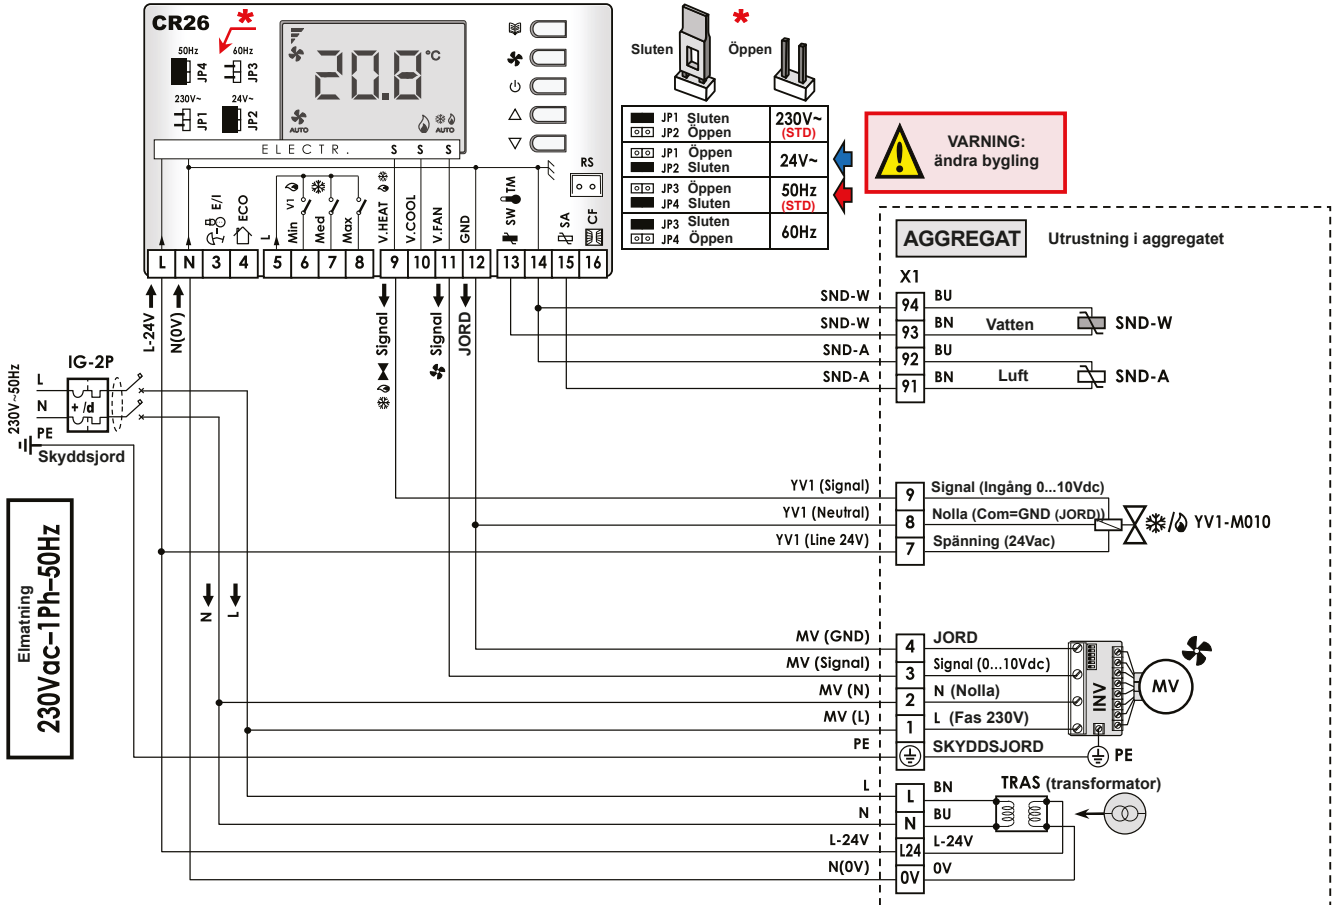 CR26
*
50Hz
60Hz
JP4
JP3
230V~
24V~
JP1
JP2
20.8 °C
AUTO
AUTO
ELECTR.
S
S
S
RS
E/I
ECO
L
Min
V1
Med
Max
V.HEAT
V.COOL
V.FAN
GND
SW
TM
SA
CF
L
N
3
4
5
6
7
8
9
10
11
12
13
14
15
16
*
Sluten
Öppen
JP1 Sluten
JP2 Öppen
230V~
(STD)
JP1 Öppen
JP2 Sluten
24V~
JP3 Öppen
JP4 Sluten
50Hz
(STD)
JP3 Sluten
JP4 Öppen
60Hz
VARNING:
ändra bygling
L-24V
N(0V)
Signal
Signal
JORD
IG-2P
230V~50Hz
L
N
PE
+ /d
Skyddsjord
Elmatning
230Vac–1Ph–50Hz
N
L
AGGREGAT
Utrustning i aggregatet
X1
SND-W
94
BU
SND-W
93
BN
Vatten
SND-W
SND-A
92
BU
SND-A
91
BN
Luft
SND-A
YV1 (Signal)
9
Signal (Ingång 0...10Vdc)
YV1 (Neutral)
8
Nolla (Com=GND (JORD))
YV1-M010
YV1 (Line 24V)
7
Spänning (24Vac)
MV (GND)
4
JORD
MV (Signal)
3
Signal (0...10Vdc)
MV (N)
2
N (Nolla)
MV (L)
1
L (Fas 230V)
INV
MV
PE
SKYDDSJORD
PE
TRAS (transformator)
L
L
BN
N
N
BU
L-24V
L24
L-24V
N(0V)
0V
0V